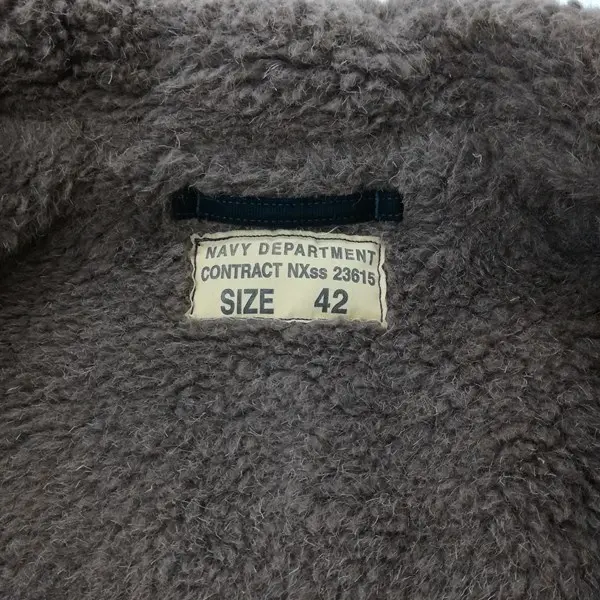 NAVY DEPARTMENT
CONTRACT NXss 23615
SIZE 42